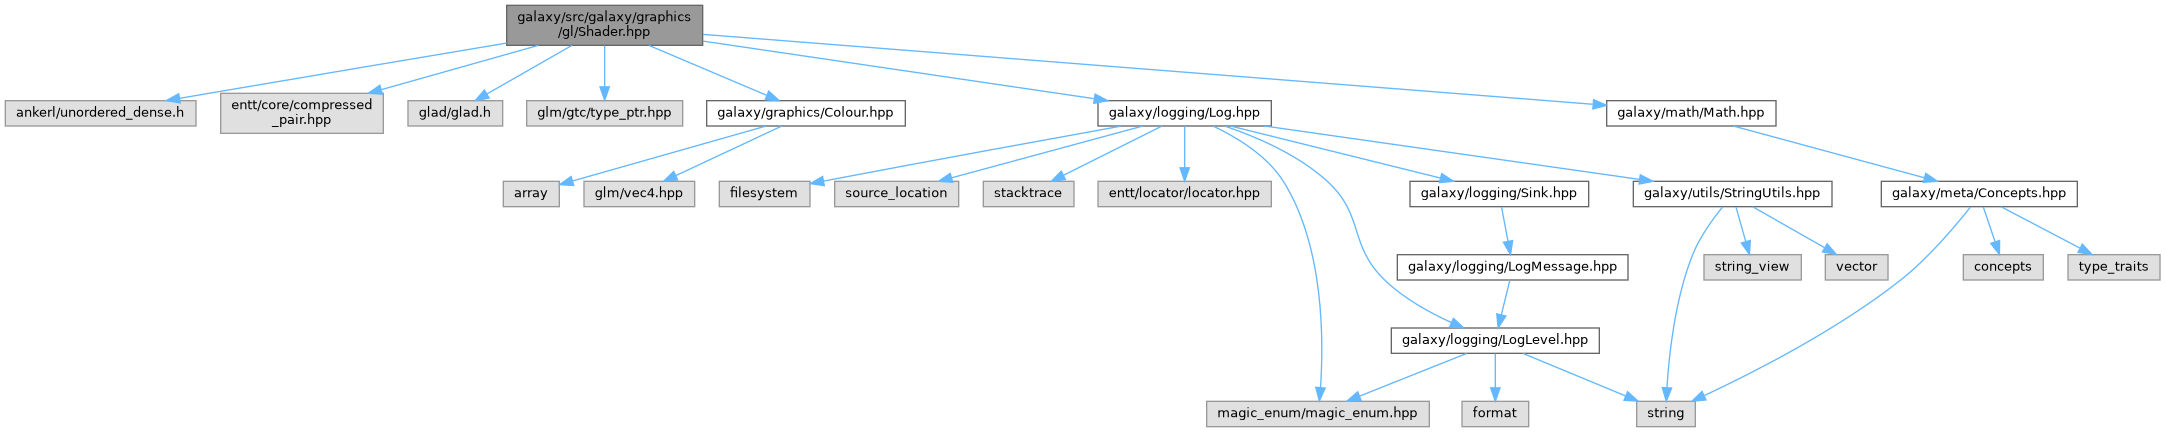 galaxy/src/galaxy/graphics
/gl/Shader.hpp
ankerl/unordered_dense.h
entt/core/compressed
_pair.hpp
glad/glad.h
glm/gtc/type_ptr.hpp
galaxy/graphics/Colour.hpp
galaxy/logging/Log.hpp
galaxy/math/Math.hpp
array
glm/vec4.hpp
filesystem
source_location
stacktrace
entt/locator/locator.hpp
galaxy/logging/Sink.hpp
galaxy/utils/StringUtils.hpp
galaxy/meta/Concepts.hpp
galaxy/logging/LogMessage.hpp
string_view
vector
concepts
type_traits
galaxy/logging/LogLevel.hpp
magic_enum/magic_enum.hpp
format
string